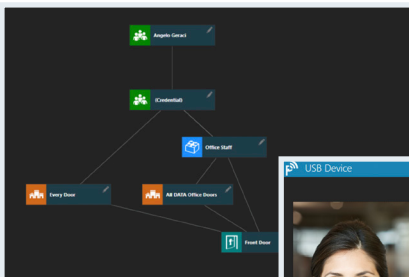 Angelo Geraci
(Credential)
Office Staff
USB Device
Every Door
All DATA Office Doors
Front Door